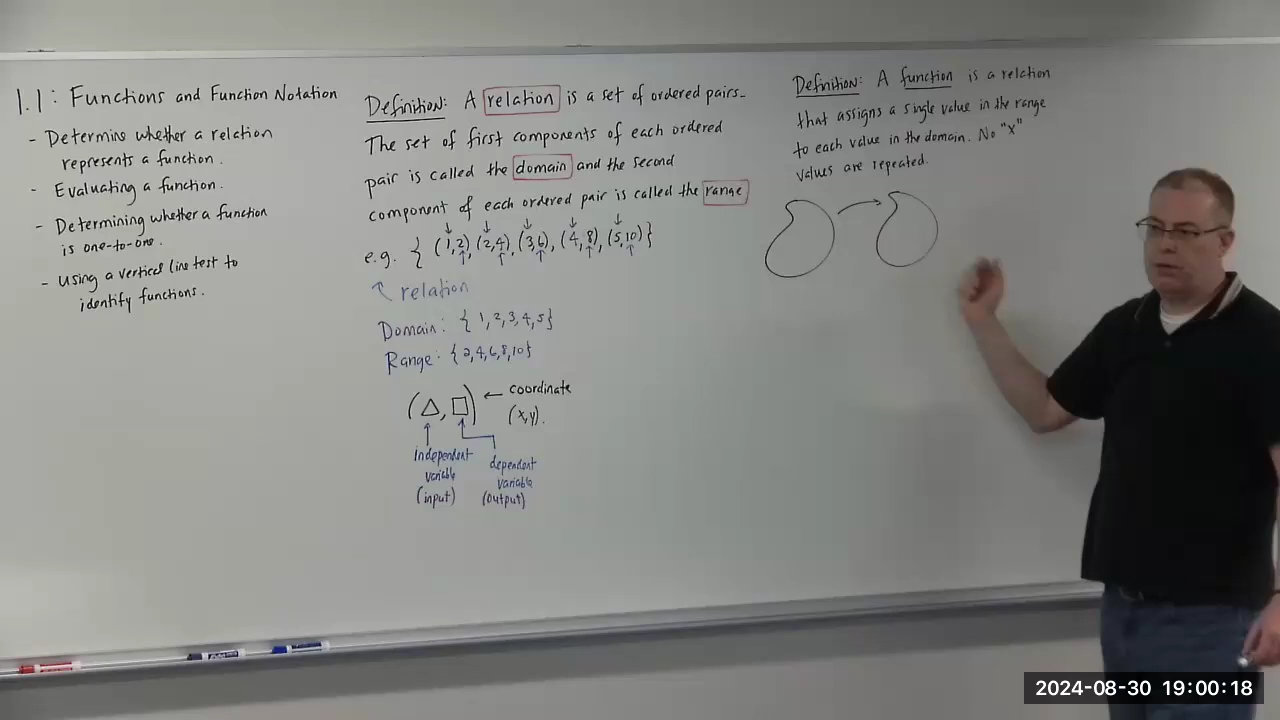 1.1: Functions and Function Notation
- Determine whether a relation
represents a function.
- Evaluating a function.
- Determining whether a function
is one-to-one.
- Using a vertical line test to
identify functions.
Definition: A relation is a set of ordered pairs.
The set of first components of each ordered
pair is called the domain and the second
component of each ordered pair is called the range
e.g. { (1,2), (2,4), (3,6), (4,8), (5,10) }
relation
Domain: { 1, 2, 3, 4, 5 }
Range: { 2, 4, 6, 8, 10 }
(△, □) ← coordinate
(x,y).
independent
variable
(input)
dependent
variable
(output)
Definition: A function is a relation
that assigns a single value in the range
to each value in the domain. No "x"
values are repeated.
2024-08-30 19:00:18